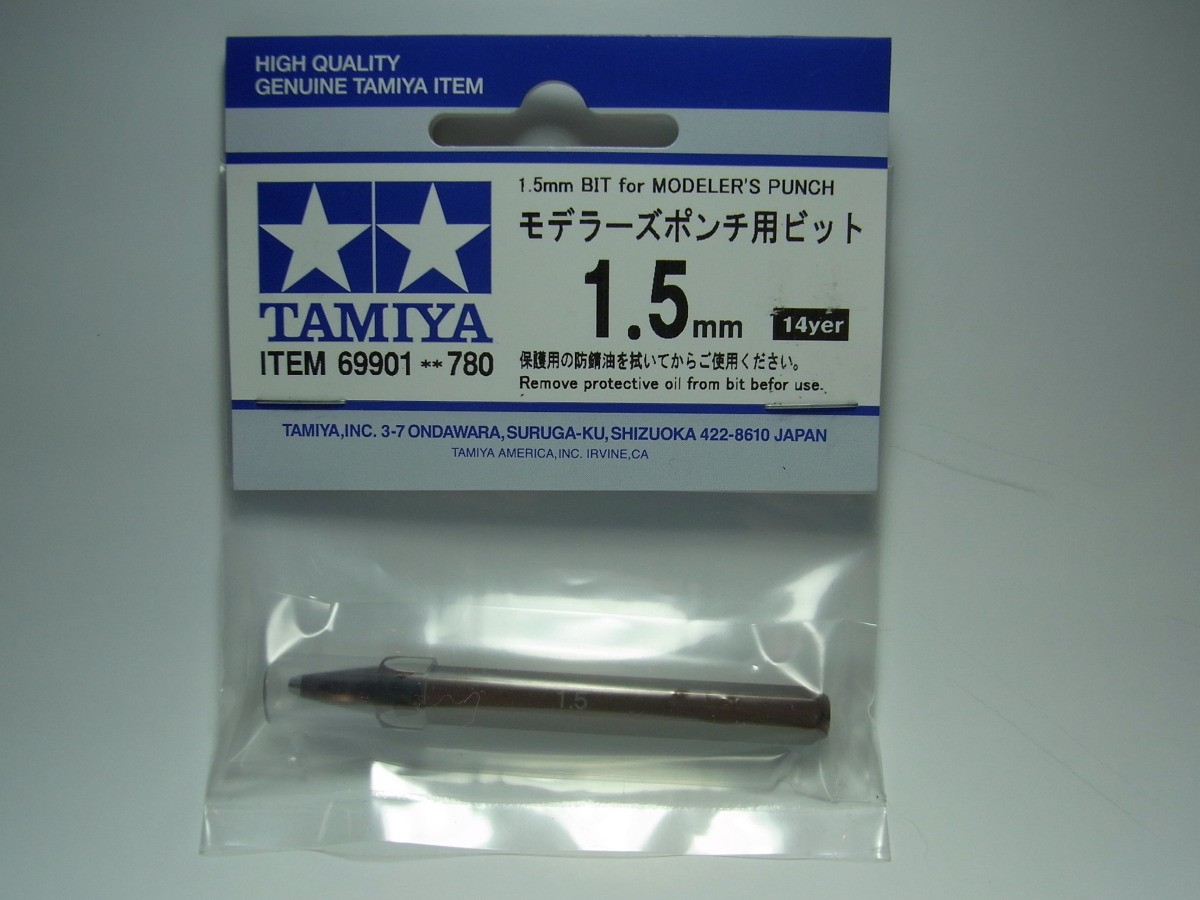 HIGH QUALITY
GENUINE TAMIYA ITEM
1.5mm BIT for MODELER'S PUNCH
モデラーズポンチ用ビット
1.5mm
14yer
TAMIYA
ITEM 69901 ** 780
保護用の防錆油を拭いてからご使用ください。
Remove protective oil from bit befor use.
TAMIYA,INC. 3-7 ONDAWARA, SURUGA-KU, SHIZUOKA 422-8610 JAPAN
TAMIYA AMERICA,INC. IRVINE,CA
1.5